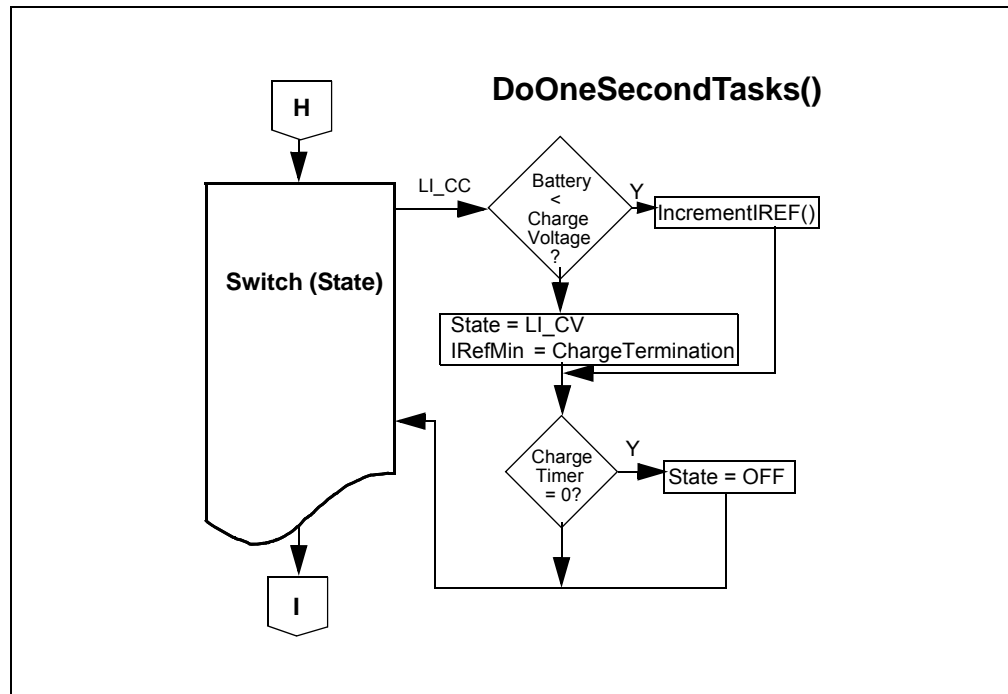 DoOneSecondTasks()
H
LI_CC
Battery
<
Charge
Voltage
?
Y
IncrementIREF()
Switch (State)
State = LI_CV
IRefMin = ChargeTermination
Charge
Timer
= 0?
Y
State = OFF
I